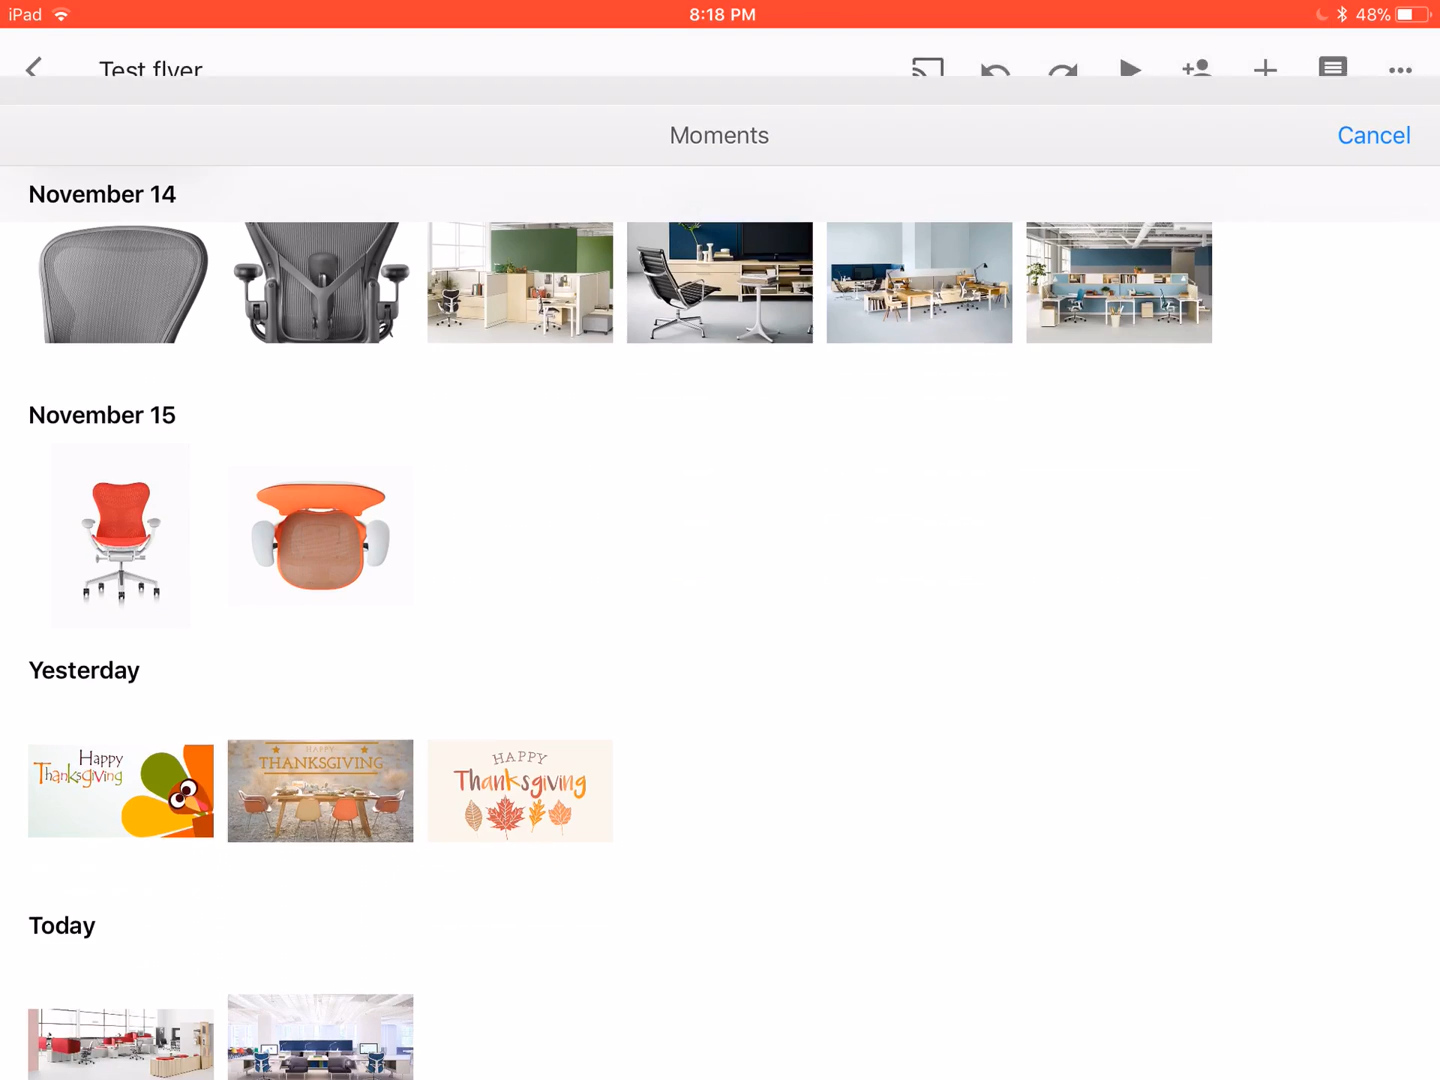 iPad 8:18 PM 48%
Test flyer
Moments Cancel
November 14
November 15
Yesterday
Happy
Thanksgiving
HAPPY
THANKSGIVING
HAPPY
Thanksgiving
Today